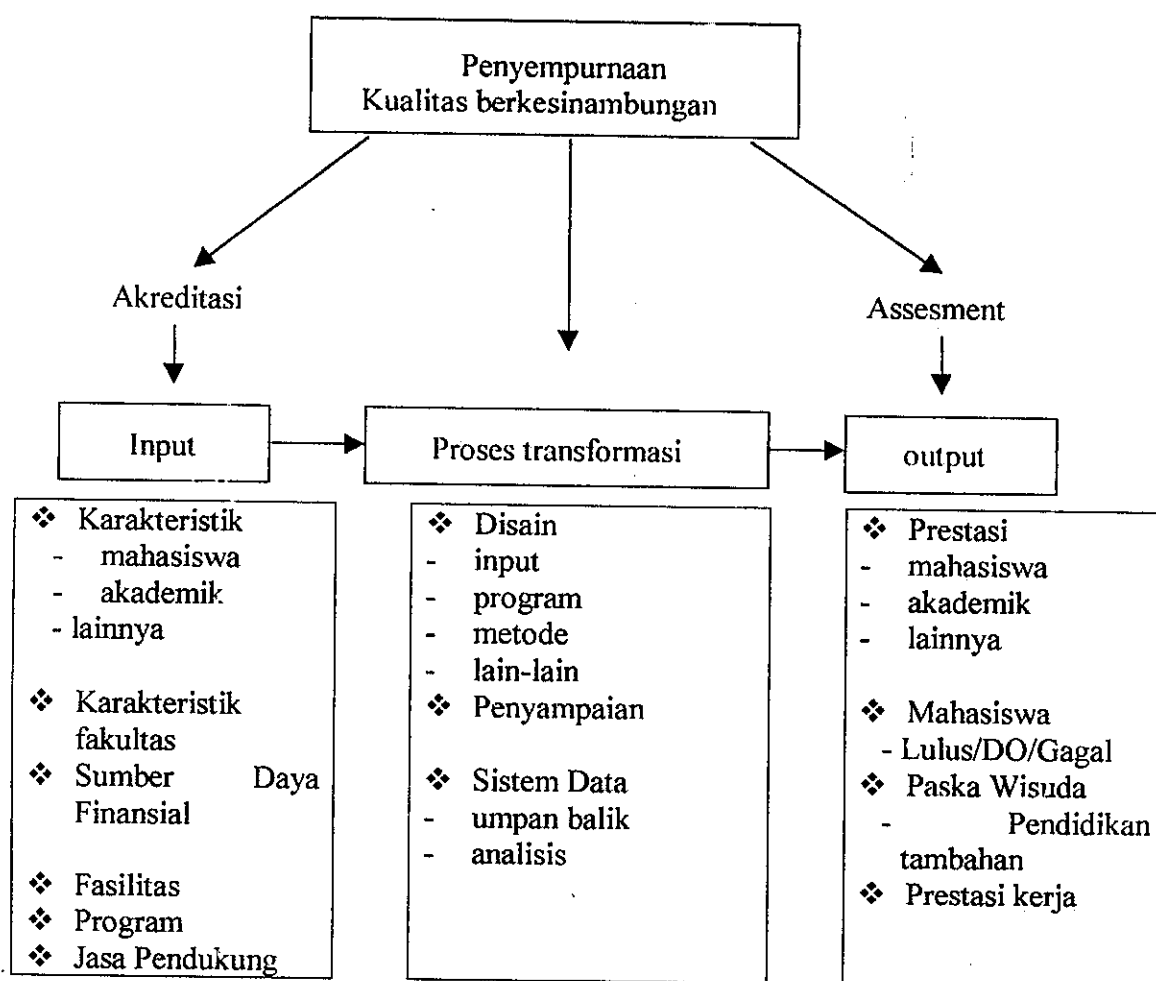 Penyempurnaan
Kualitas berkesinambungan
Akreditasi
Assesment
Input
Proses transformasi
output
❖ Karakteristik
- mahasiswa
- akademik
- lainnya
❖ Karakteristik
fakultas
❖ Sumber Daya
Finansial
❖ Fasilitas
❖ Program
❖ Jasa Pendukung
❖ Disain
- input
- program
- metode
- lain-lain
❖ Penyampaian
❖ Sistem Data
- umpan balik
- analisis
❖ Prestasi
- mahasiswa
- akademik
- lainnya
❖ Mahasiswa
- Lulus/DO/Gagal
❖ Paska Wisuda
- Pendidikan
tambahan
❖ Prestasi kerja